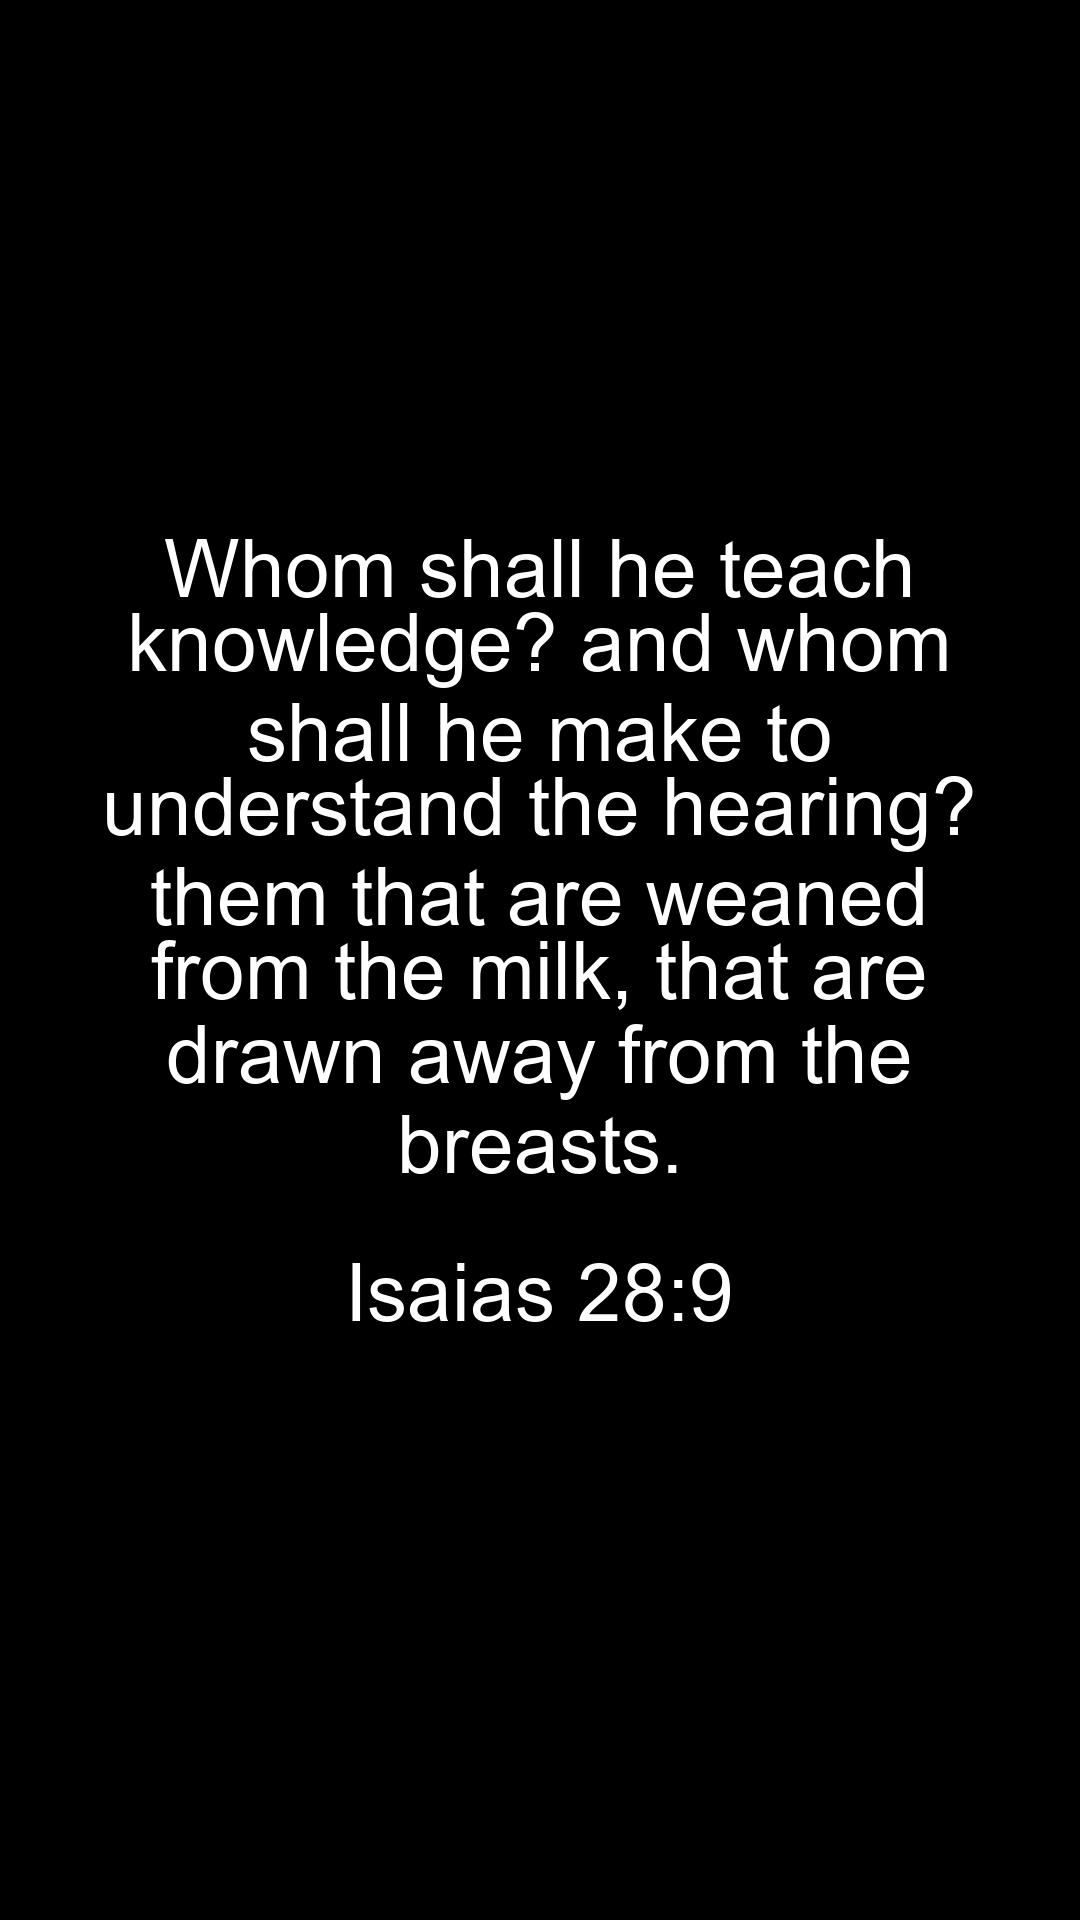 Whom shall he teach
knowledge? and whom
shall he make to
understand the hearing?
them that are weaned
from the milk, that are
drawn away from the
breasts.
Isaias 28:9